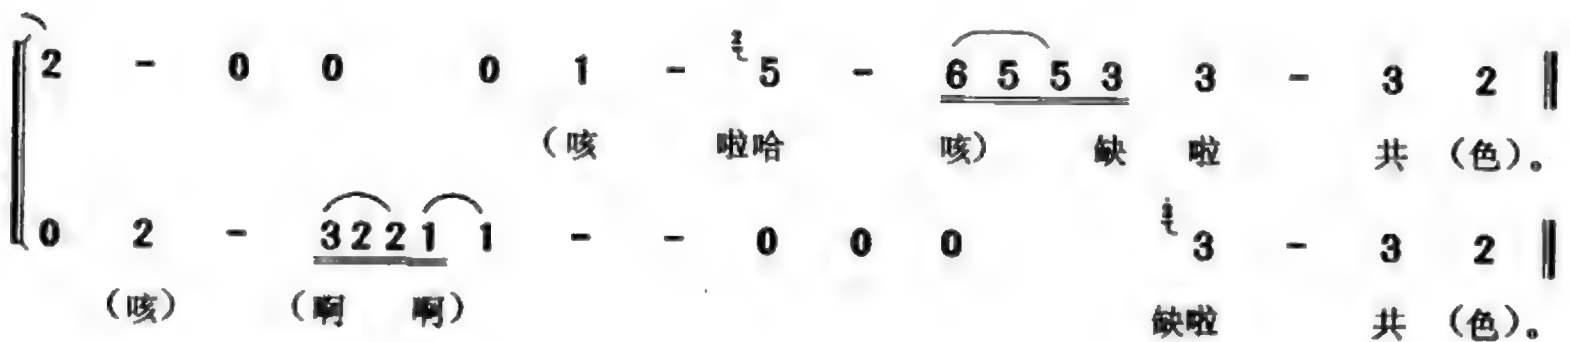 2 - 0 0 0 1 - 5 - 6 5 5 3 3 - 3 2
（咳 啦哈 咳） 缺 啦 共 （色）。
0 2 - 3 2 2 1 1 - - 0 0 0 3 - 3 2
（咳） （啊 啊） 缺啦 共 （色）。